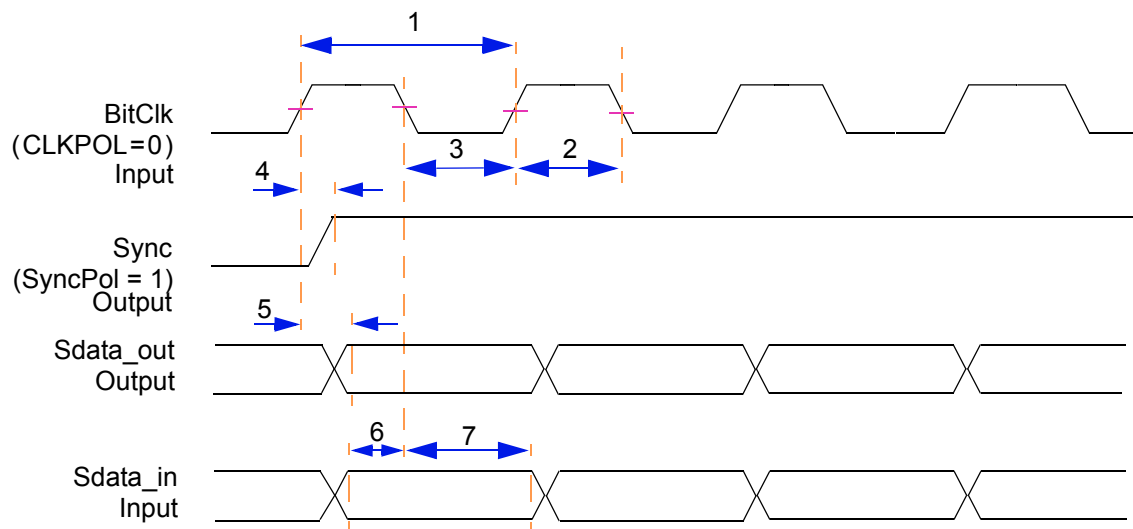 1
BitClk
(CLKPOL=0)
Input
3
2
4
Sync
(SyncPol = 1)
Output
5
Sdata_out
Output
6
7
Sdata_in
Input